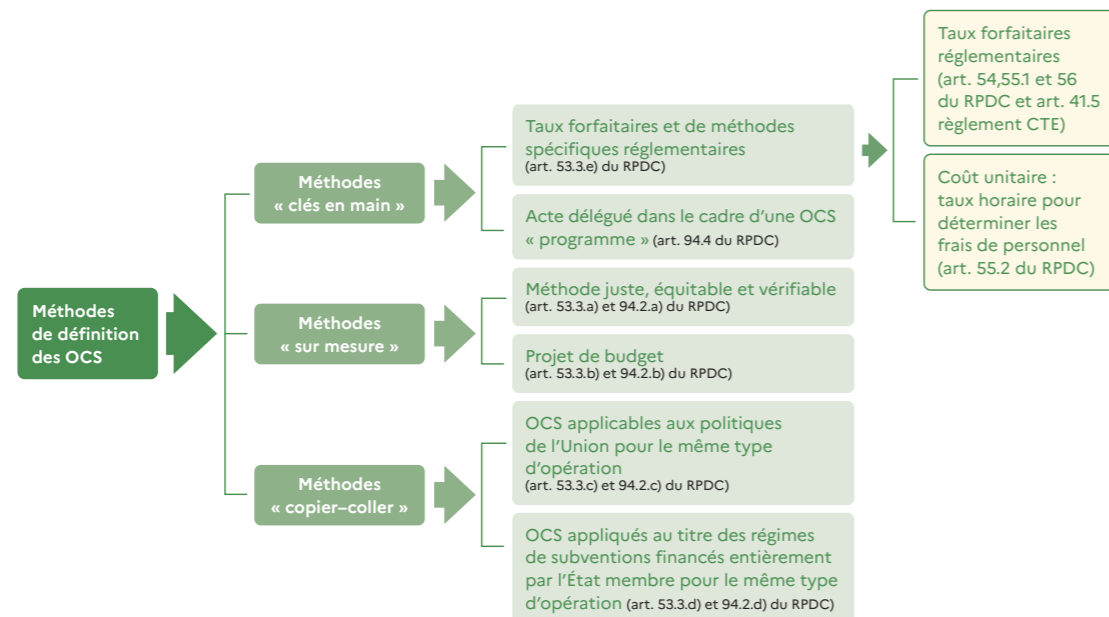 Méthodes
de définition
des OCS
Méthodes
« clés en main »
Taux forfaitaires et de méthodes
spécifiques réglementaires
(art. 53.3.e) du RPDC)
Taux forfaitaires
réglementaires
(art. 54,55.1 et 56
du RPDC et art. 41.5
règlement CTE)
Coût unitaire :
taux horaire pour
déterminer les
frais de personnel
(art. 55.2 du RPDC)
Acte délégué dans le cadre d’une OCS
« programme » (art. 94.4 du RPDC)
Méthodes
« sur mesure »
Méthode juste, équitable et vérifiable
(art. 53.3.a) et 94.2.a) du RPDC)
Projet de budget
(art. 53.3.b) et 94.2.b) du RPDC)
Méthodes
« copier–coller »
OCS applicables aux politiques
de l’Union pour le même type
d’opération
(art. 53.3.c) et 94.2.c) du RPDC)
OCS appliqués au titre des régimes
de subventions financés entièrement
par l’État membre pour le même type
d’opération (art. 53.3.d) et 94.2.d) du RPDC)